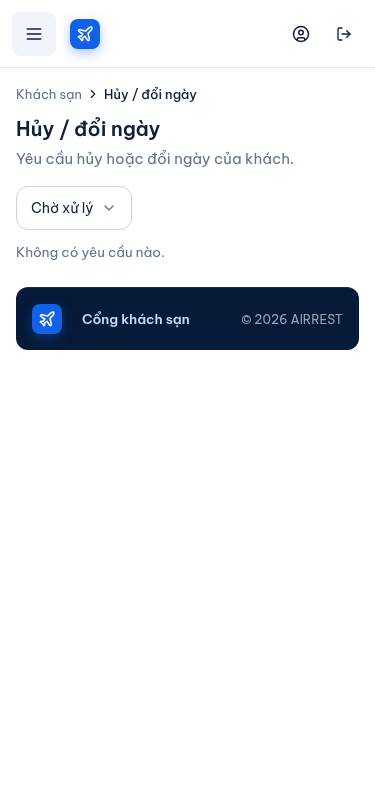 Khách sạn > Hủy / đổi ngày
Hủy / đổi ngày
Yêu cầu hủy hoặc đổi ngày của khách.
Chờ xử lý
Không có yêu cầu nào.
Cổng khách sạn © 2026 AIRREST